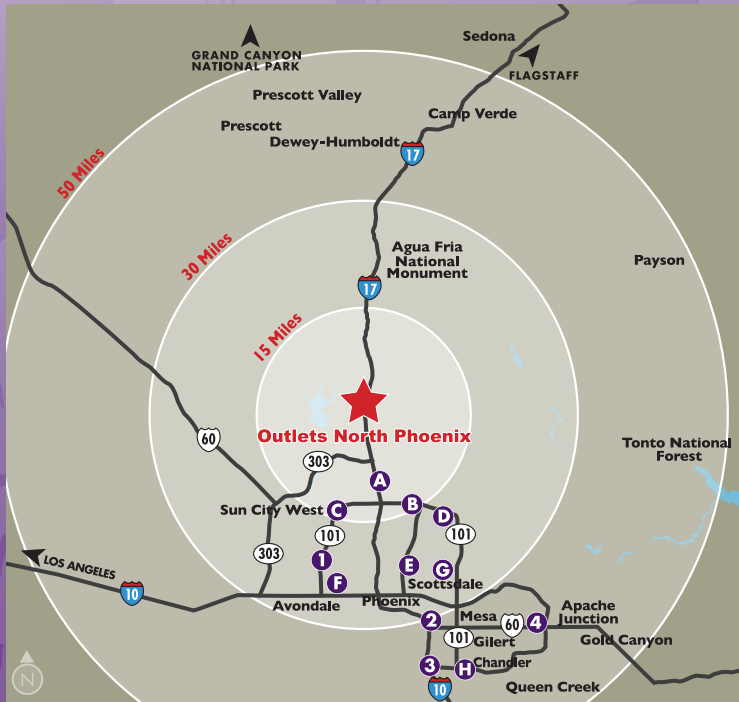 Sedona
GRAND CANYON
NATIONAL PARK
FLAGSTAFF
Prescott Valley
Camp Verde
Prescott
Dewey-Humboldt
17
50 Miles
30 Miles
Agua Fria
National
Monument
Payson
17
15 Miles
Outlets North Phoenix
60
303
Tonto National
Forest
A
Sun City West
C
B
D
101
101
303
1
E
G
LOS ANGELES
F
Scottsdale
10
Avondale
Phoenix
Mesa
Apache
Junction
2
60
4
101
Gilert
Gold Canyon
3
H
Chandler
10
Queen Creek
N